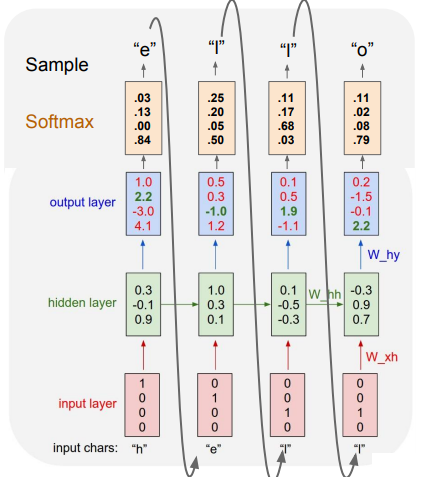 Sample “e” “l” “l” “o”
Softmax
.03 .25 .11 .11
.13 .20 .17 .02
.00 .05 .68 .08
.84 .50 .03 .79
output layer
1.0 0.5 0.1 0.2
2.2 0.3 0.5 -1.5
-3.0 -1.0 1.9 -0.1
4.1 1.2 -1.1 2.2
W_hy
hidden layer
0.3 1.0 0.1 -0.3
-0.1 0.3 -0.5 0.9
0.9 0.1 -0.3 0.7
W_hh
W_xh
input layer
1 0 0 0
0 1 0 0
0 0 1 1
0 0 0 0
input chars: “h” “e” “l” “l”